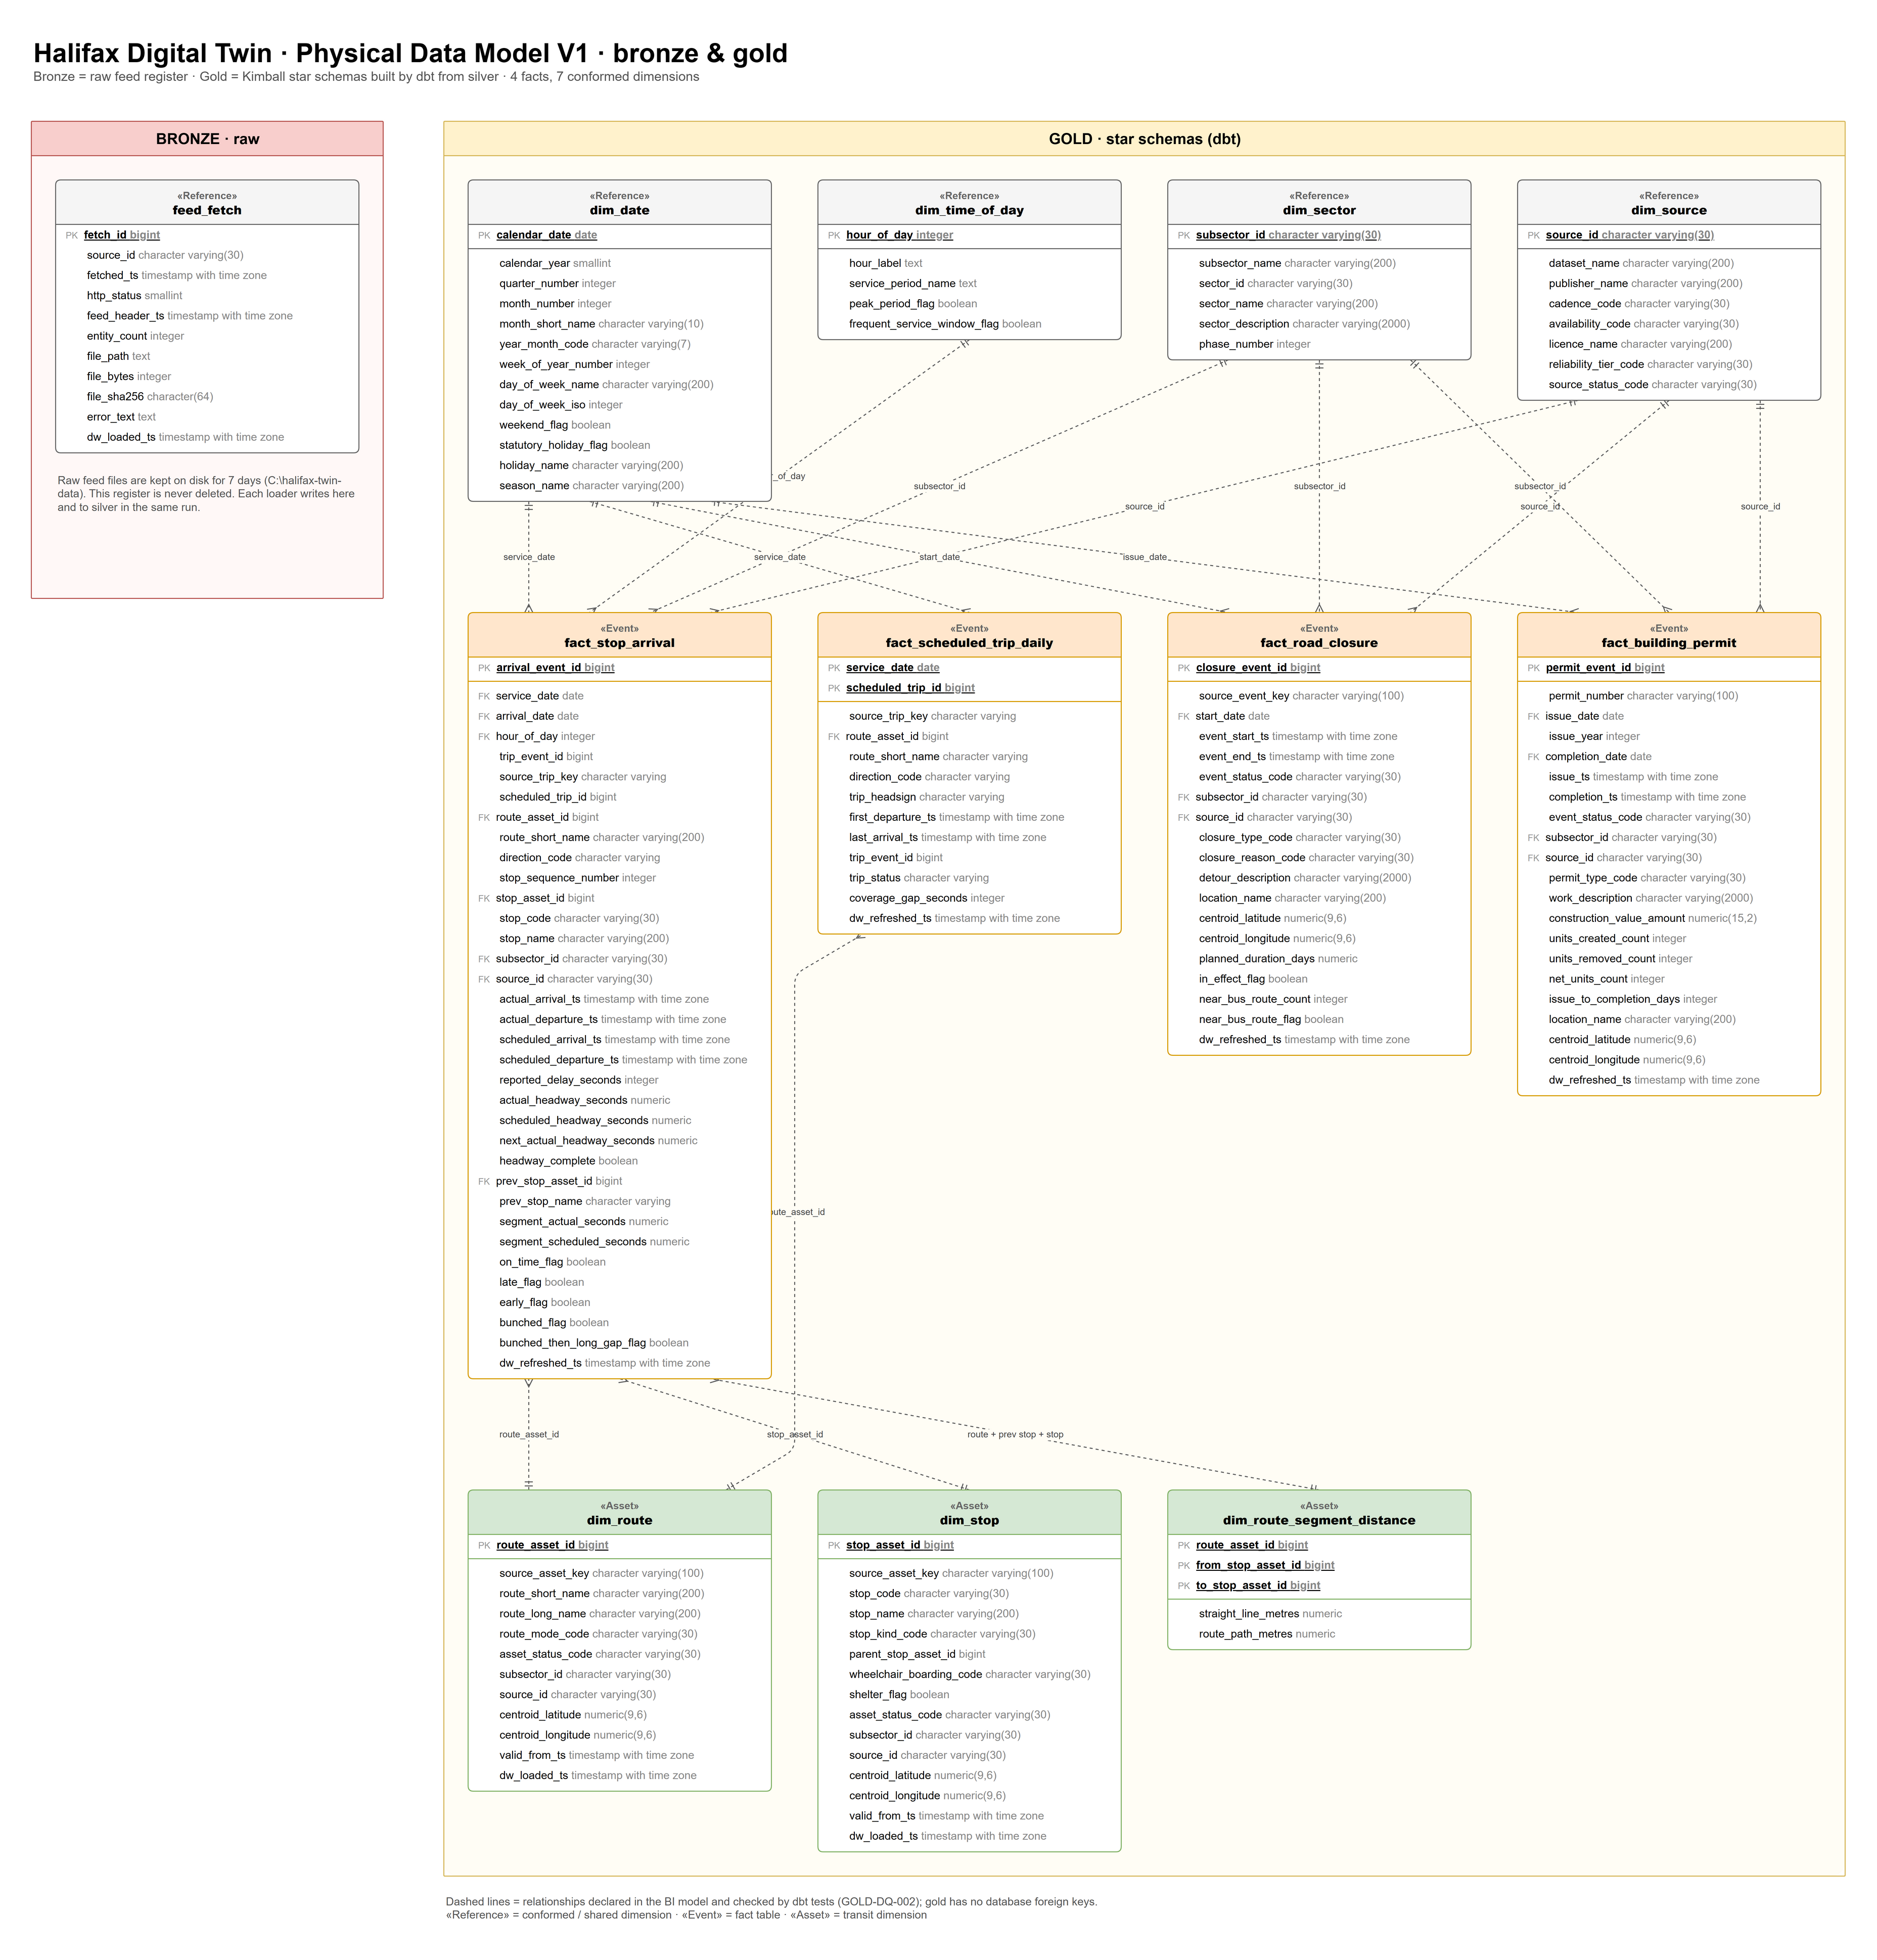 Halifax Digital Twin · Physical Data Model V1 · bronze & gold
Bronze = raw feed register · Gold = Kimball star schemas built by dbt from silver · 4 facts, 7 conformed dimensions
BRONZE · raw
«Reference»
feed_fetch
PK fetch_id bigint
source_id character varying(30)
fetched_ts timestamp with time zone
http_status smallint
feed_header_ts timestamp with time zone
entity_count integer
file_path text
file_bytes integer
file_sha256 character(64)
error_text text
dw_loaded_ts timestamp with time zone
Raw feed files are kept on disk for 7 days (C:\halifax-twin-
data). This register is never deleted. Each loader writes here
and to silver in the same run.
GOLD · star schemas (dbt)
«Reference»
dim_date
PK calendar_date date
calendar_year smallint
quarter_number integer
month_number integer
month_short_name character varying(10)
year_month_code character varying(7)
week_of_year_number integer
day_of_week_name character varying(200)
day_of_week_iso integer
weekend_flag boolean
statutory_holiday_flag boolean
holiday_name character varying(200)
season_name character varying(200)
«Reference»
dim_time_of_day
PK hour_of_day integer
hour_label text
service_period_name text
peak_period_flag boolean
frequent_service_window_flag boolean
«Reference»
dim_sector
PK subsector_id character varying(30)
subsector_name character varying(200)
sector_id character varying(30)
sector_name character varying(200)
sector_description character varying(2000)
phase_number integer
«Reference»
dim_source
PK source_id character varying(30)
dataset_name character varying(200)
publisher_name character varying(200)
cadence_code character varying(30)
availability_code character varying(30)
licence_name character varying(200)
reliability_tier_code character varying(30)
source_status_code character varying(30)
_of_day
subsector_id
subsector_id
subsector_id
source_id
source_id
source_id
service_date
service_date
start_date
issue_date
«Event»
fact_stop_arrival
PK arrival_event_id bigint
FK service_date date
FK arrival_date date
FK hour_of_day integer
trip_event_id bigint
source_trip_key character varying
scheduled_trip_id bigint
FK route_asset_id bigint
route_short_name character varying(200)
direction_code character varying
stop_sequence_number integer
FK stop_asset_id bigint
stop_code character varying(30)
stop_name character varying(200)
FK subsector_id character varying(30)
FK source_id character varying(30)
actual_arrival_ts timestamp with time zone
actual_departure_ts timestamp with time zone
scheduled_arrival_ts timestamp with time zone
scheduled_departure_ts timestamp with time zone
reported_delay_seconds integer
actual_headway_seconds numeric
scheduled_headway_seconds numeric
next_actual_headway_seconds numeric
headway_complete boolean
FK prev_stop_asset_id bigint
prev_stop_name character varying
segment_actual_seconds numeric
segment_scheduled_seconds numeric
on_time_flag boolean
late_flag boolean
early_flag boolean
bunched_flag boolean
bunched_then_long_gap_flag boolean
dw_refreshed_ts timestamp with time zone
«Event»
fact_scheduled_trip_daily
PK service_date date
PK scheduled_trip_id bigint
source_trip_key character varying
FK route_asset_id bigint
route_short_name character varying
direction_code character varying
trip_headsign character varying
first_departure_ts timestamp with time zone
last_arrival_ts timestamp with time zone
trip_event_id bigint
trip_status character varying
coverage_gap_seconds integer
dw_refreshed_ts timestamp with time zone
«Event»
fact_road_closure
PK closure_event_id bigint
source_event_key character varying(100)
FK start_date date
event_start_ts timestamp with time zone
event_end_ts timestamp with time zone
event_status_code character varying(30)
FK subsector_id character varying(30)
FK source_id character varying(30)
closure_type_code character varying(30)
closure_reason_code character varying(30)
detour_description character varying(2000)
location_name character varying(200)
centroid_latitude numeric(9,6)
centroid_longitude numeric(9,6)
planned_duration_days numeric
in_effect_flag boolean
near_bus_route_count integer
near_bus_route_flag boolean
dw_refreshed_ts timestamp with time zone
«Event»
fact_building_permit
PK permit_event_id bigint
permit_number character varying(100)
FK issue_date date
issue_year integer
FK completion_date date
issue_ts timestamp with time zone
completion_ts timestamp with time zone
event_status_code character varying(30)
FK subsector_id character varying(30)
FK source_id character varying(30)
permit_type_code character varying(30)
work_description character varying(2000)
construction_value_amount numeric(15,2)
units_created_count integer
units_removed_count integer
net_units_count integer
issue_to_completion_days integer
location_name character varying(200)
centroid_latitude numeric(9,6)
centroid_longitude numeric(9,6)
dw_refreshed_ts timestamp with time zone
oute_asset_id
route_asset_id
stop_asset_id
route + prev stop + stop
«Asset»
dim_route
PK route_asset_id bigint
source_asset_key character varying(100)
route_short_name character varying(200)
route_long_name character varying(200)
route_mode_code character varying(30)
asset_status_code character varying(30)
subsector_id character varying(30)
source_id character varying(30)
centroid_latitude numeric(9,6)
centroid_longitude numeric(9,6)
valid_from_ts timestamp with time zone
dw_loaded_ts timestamp with time zone
«Asset»
dim_stop
PK stop_asset_id bigint
source_asset_key character varying(100)
stop_code character varying(30)
stop_name character varying(200)
stop_kind_code character varying(30)
parent_stop_asset_id bigint
wheelchair_boarding_code character varying(30)
shelter_flag boolean
asset_status_code character varying(30)
subsector_id character varying(30)
source_id character varying(30)
centroid_latitude numeric(9,6)
centroid_longitude numeric(9,6)
valid_from_ts timestamp with time zone
dw_loaded_ts timestamp with time zone
«Asset»
dim_route_segment_distance
PK route_asset_id bigint
PK from_stop_asset_id bigint
PK to_stop_asset_id bigint
straight_line_metres numeric
route_path_metres numeric
Dashed lines = relationships declared in the BI model and checked by dbt tests (GOLD-DQ-002); gold has no database foreign keys.
«Reference» = conformed / shared dimension · «Event» = fact table · «Asset» = transit dimension